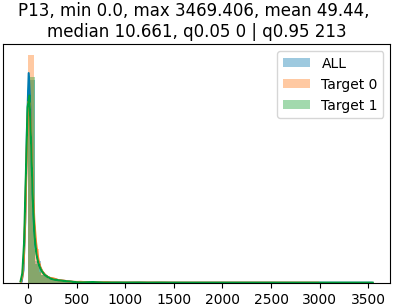 P13, min 0.0, max 3469.406, mean 49.44,
median 10.661, q0.05 0 | q0.95 213
ALL
Target 0
Target 1
0 500 1000 1500 2000 2500 3000 3500